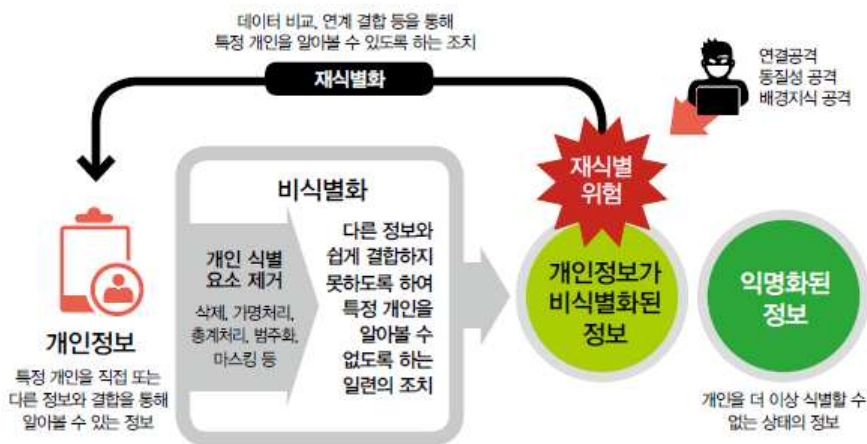 데이터 비교, 연계 결합 등을 통해
특정 개인을 알아볼 수 있도록 하는 조치
재식별화
연결공격
동질성 공격
배경지식 공격
재식별
위험
비식별화
개인 식별
요소 제거
삭제, 가명처리,
총계처리, 범주화,
마스킹 등
다른 정보와
쉽게 결합하지
못하도록 하여
특정 개인을
알아볼 수
없도록 하는
일련의 조치
개인정보가
비식별화된
정보
익명화된
정보
개인정보
특정 개인을 직접 또는
다른 정보와 결합을 통해
알아볼 수 있는 정보
개인을 더 이상 식별할 수
없는 상태의 정보